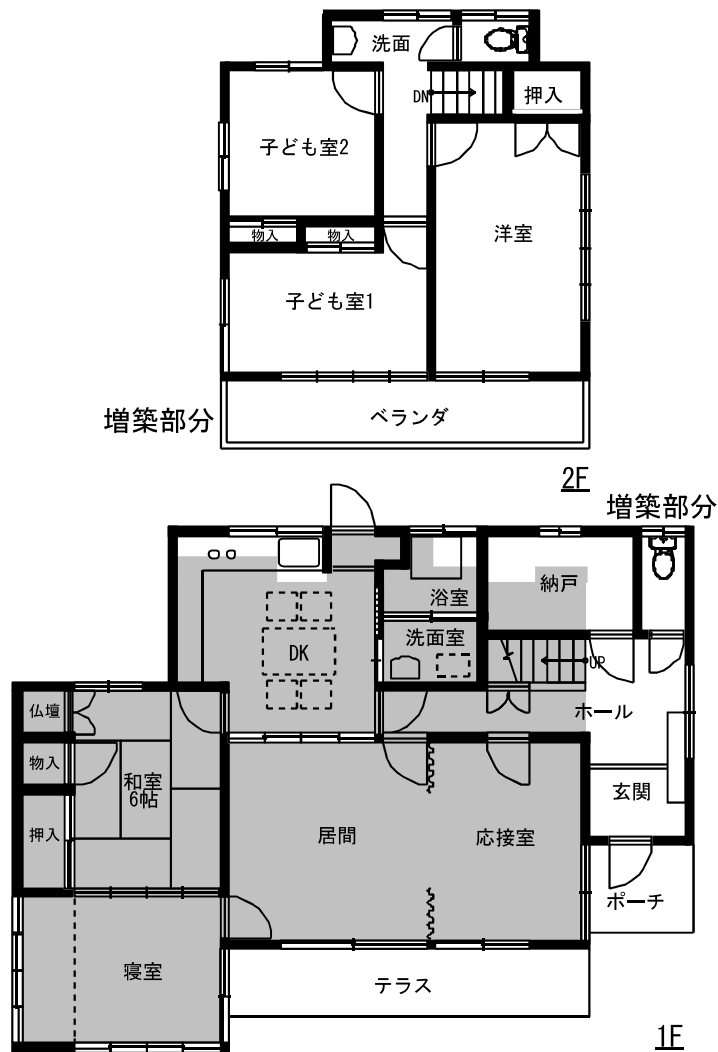 洗面
DN
押入
子ども室2
物入
物入
洋室
子ども室1
増築部分
ベランダ
2F
増築部分
浴室
納戸
洗面室
DK
UP
仏壇
ホール
物入
和室
6帖
玄関
押入
居間
応接室
ポーチ
寝室
テラス
1F